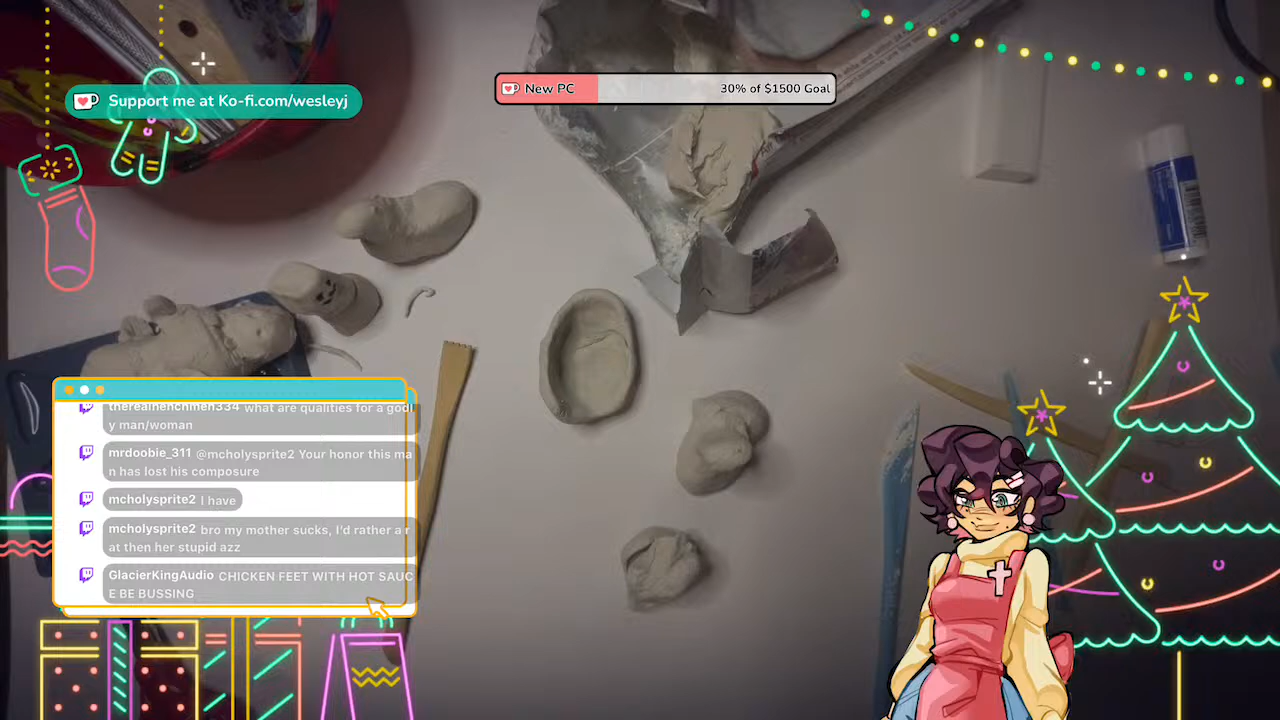 Support me at Ko-fi.com/wesleyj
New PC
30% of $1500 Goal
therealhenchmen334 what are qualities for a godl
y man/woman
mrdoobie_311 @mcholysprite2 Your honor this ma
n has lost his composure
mcholysprite2 I have
mcholysprite2 bro my mother sucks, I'd rather a r
at then her stupid azz
GlacierKingAudio CHICKEN FEET WITH HOT SAUC
E BE BUSSING